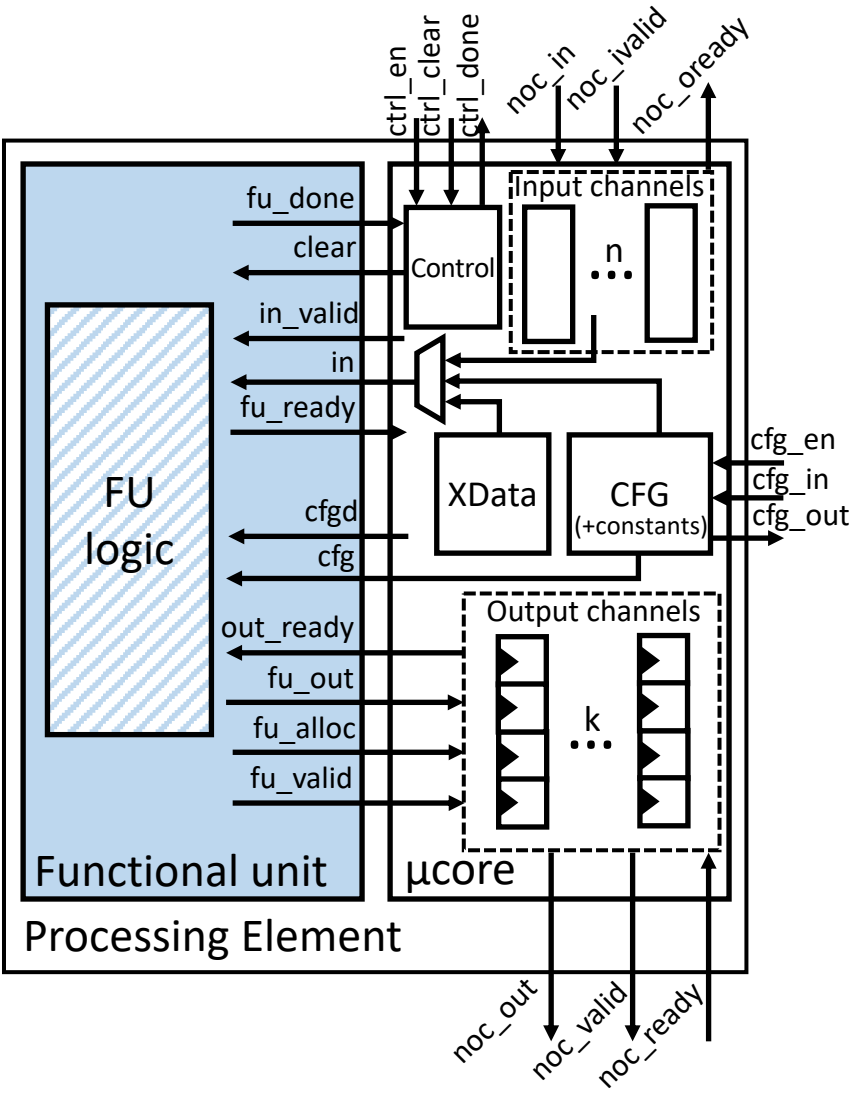 ctrl_en
ctrl_clear
ctrl_done
noc_in
noc_ivalid
noc_oready
Input channels
n
...
fu_done
clear
Control
in_valid
in
fu_ready
FU
logic
XData
CFG
(+constants)
cfg_en
cfg_in
cfg_out
cfgd
cfg
Output channels
out_ready
fu_out
fu_alloc
fu_valid
k
...
Functional unit
μcore
Processing Element
noc_out
noc_valid
noc_ready